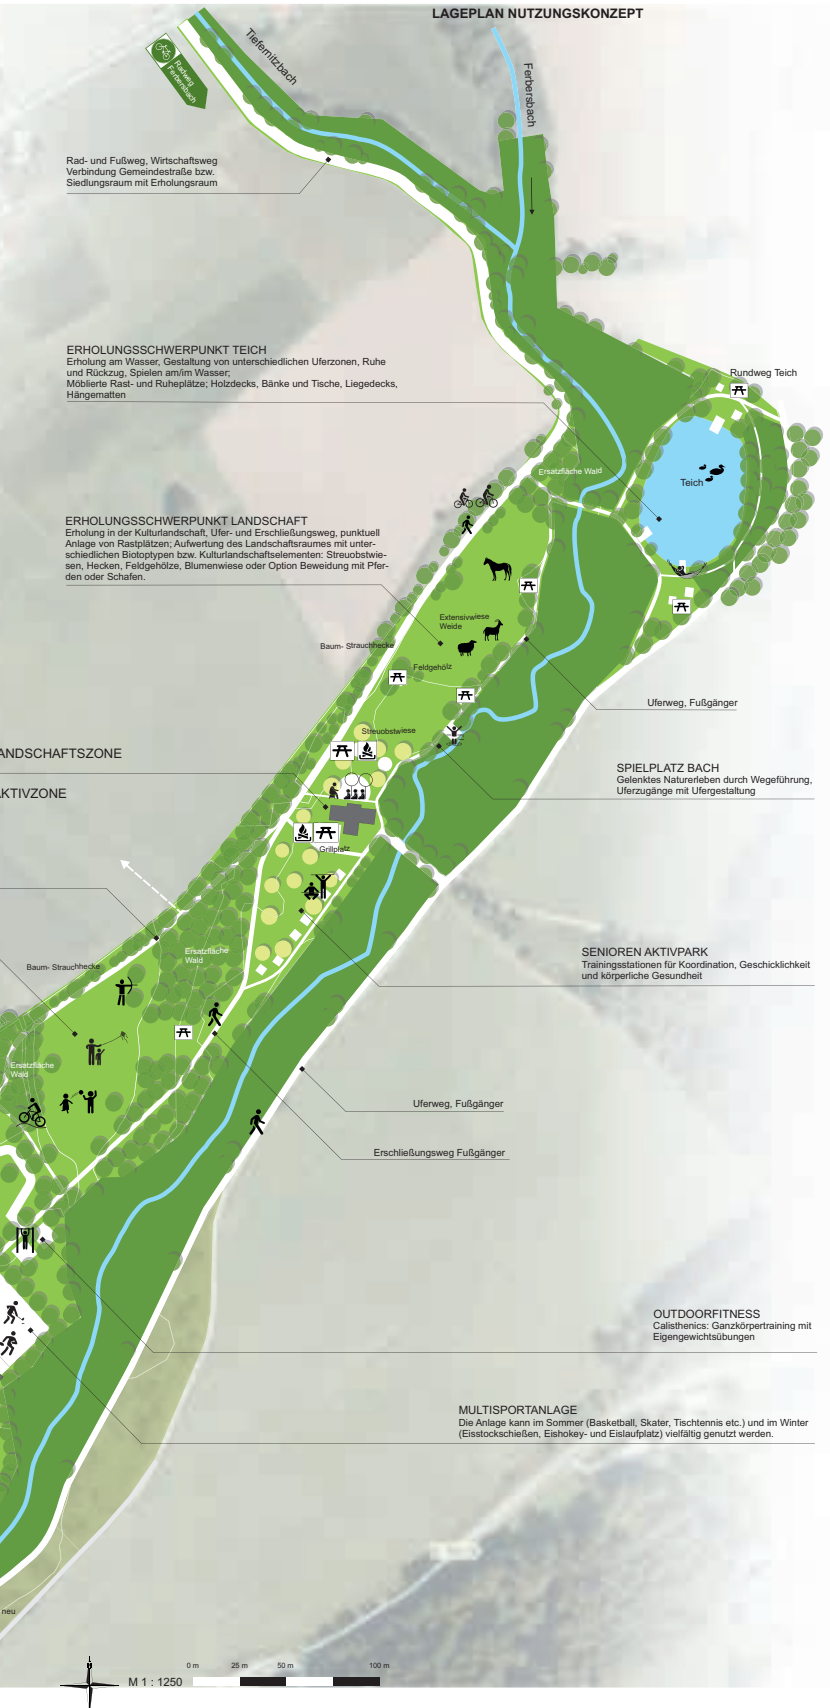 LAGEPLAN NUTZUNGSKONZEPT
Tiefernitzbach
Ferbersbach
Radweg
Ferbersbach
Rad- und Fußweg, Wirtschaftsweg
Verbindung Gemeindestraße bzw.
Siedlungsraum mit Erholungsraum
ERHOLUNGSSCHWERPUNKT TEICH
Erholung am Wasser, Gestaltung von unterschiedlichen Uferzonen, Ruhe
und Rückzug, Spielen am/im Wasser;
Möblierte Rast- und Ruheplätze; Holzdecks, Bänke und Tische, Liegedecks,
Hängematten
Rundweg Teich
Ersatzfläche Wald
Teich
ERHOLUNGSSCHWERPUNKT LANDSCHAFT
Erholung in der Kulturlandschaft, Ufer- und Erschließungsweg, punktuell
Anlage von Rastplätzen; Aufwertung des Landschaftsraumes mit unter-
schiedlichen Biotoptypen bzw. Kulturlandschaftselementen: Streuobstwie-
sen, Hecken, Feldgehölze, Blumenwiese oder Option Beweidung mit Pfer-
den oder Schafen.
Extensivwiese
Weide
Baum- Strauchhecke
Feldgehölz
Uferweg, Fußgänger
Streuobstwiese
ANDSCHAFTSZONE
SPIELPLATZ BACH
Gelenktes Naturerleben durch Wegeführung,
Uferzugänge mit Ufergestaltung
AKTIVZONE
Grillplatz
SENIOREN AKTIVPARK
Trainingsstationen für Koordination, Geschicklichkeit
und körperliche Gesundheit
Ersatzfläche
Wald
Baum- Strauchhecke
Ersatzfläche
Wald
Uferweg, Fußgänger
Erschließungsweg Fußgänger
OUTDOORFITNESS
Calisthenics: Ganzkörpertraining mit
Eigengewichtsübungen
MULTISPORTANLAGE
Die Anlage kann im Sommer (Basketball, Skater, Tischtennis etc.) und im Winter
(Eisstockschießen, Eishokey- und Eislaufplatz) vielfältig genutzt werden.
neu
M 1 : 1250
0 m 25 m 50 m 100 m